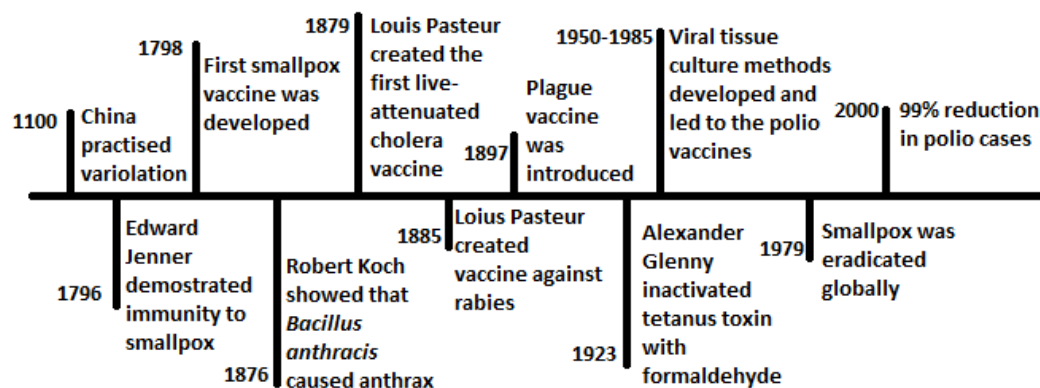 1100
China
practised
variolation
1796
Edward
Jenner
demostrated
immunity to
smallpox
1798
First smallpox
vaccine was
developed
1876
Robert Koch
showed that
Bacillus
anthracis
caused anthrax
1879
Louis Pasteur
created the
first live-
attenuated
cholera
vaccine
1885
Loius Pasteur
created
vaccine against
rabies
1897
Plague
vaccine
was
introduced
1923
Alexander
Glenny
inactivated
tetanus toxin
with
formaldehyde
1950-1985
Viral tissue
culture methods
developed and
led to the polio
vaccines
1979
Smallpox was
eradicated
globally
2000
99% reduction
in polio cases